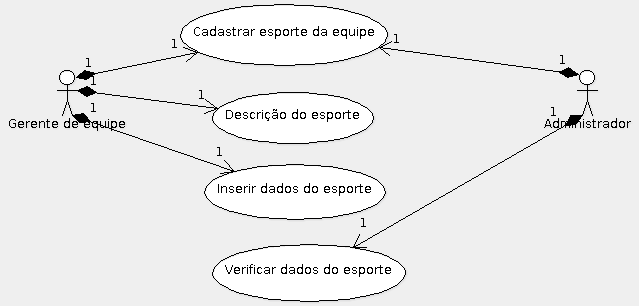 Cadastrar esporte da equipe
1
1
1
1
1
1
Gerente de equipe
1
1
Descrição do esporte
1
Administrador
1
Inserir dados do esporte
1
Verificar dados do esporte